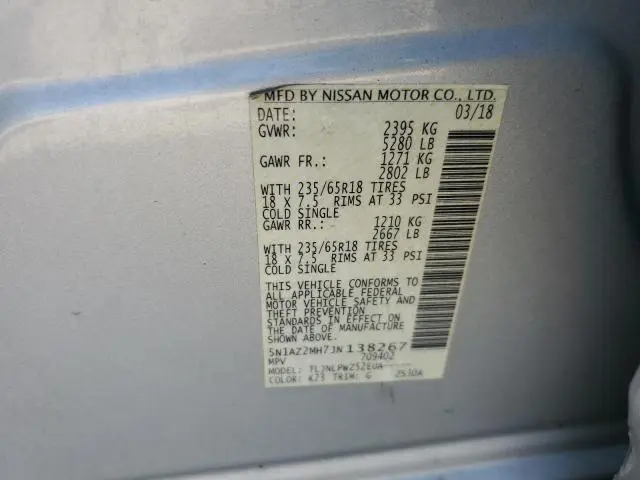 MFD BY NISSAN MOTOR CO., LTD.
DATE: 03/18
GVWR: 2395 KG
5280 LB
GAWR FR.: 1271 KG
2802 LB
WITH 235/65R18 TIRES
18 X 7.5 RIMS AT 33 PSI
COLD SINGLE
GAWR RR.: 1210 KG
2667 LB
WITH 235/65R18 TIRES
18 X 7.5 RIMS AT 33 PSI
COLD SINGLE
THIS VEHICLE CONFORMS TO
ALL APPLICABLE FEDERAL
MOTOR VEHICLE SAFETY AND
THEFT PREVENTION
STANDARDS IN EFFECT ON
THE DATE OF MANUFACTURE
SHOWN ABOVE.
5N1AZ2MH7JN138267
MPV 709402
MODEL: TLJNLPWZ52EUA
COLOR: K23 TRIM: G 2530A